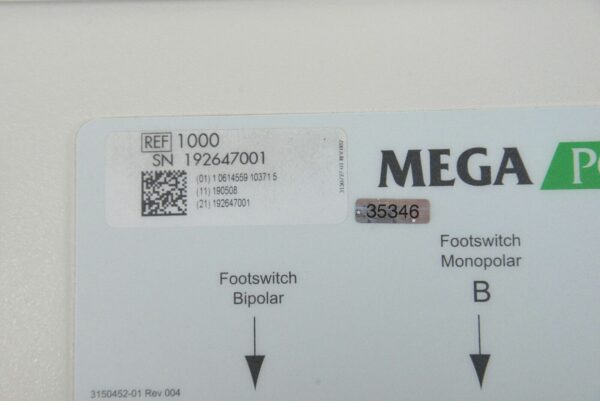 REF 1000
SN 192647001
(01) 1 0614559 10371 5
(11) 190508
(21) 192647001
MEGA PO
35346
Footswitch
Monopolar
B
Footswitch
Bipolar
3150452-01 Rev 004